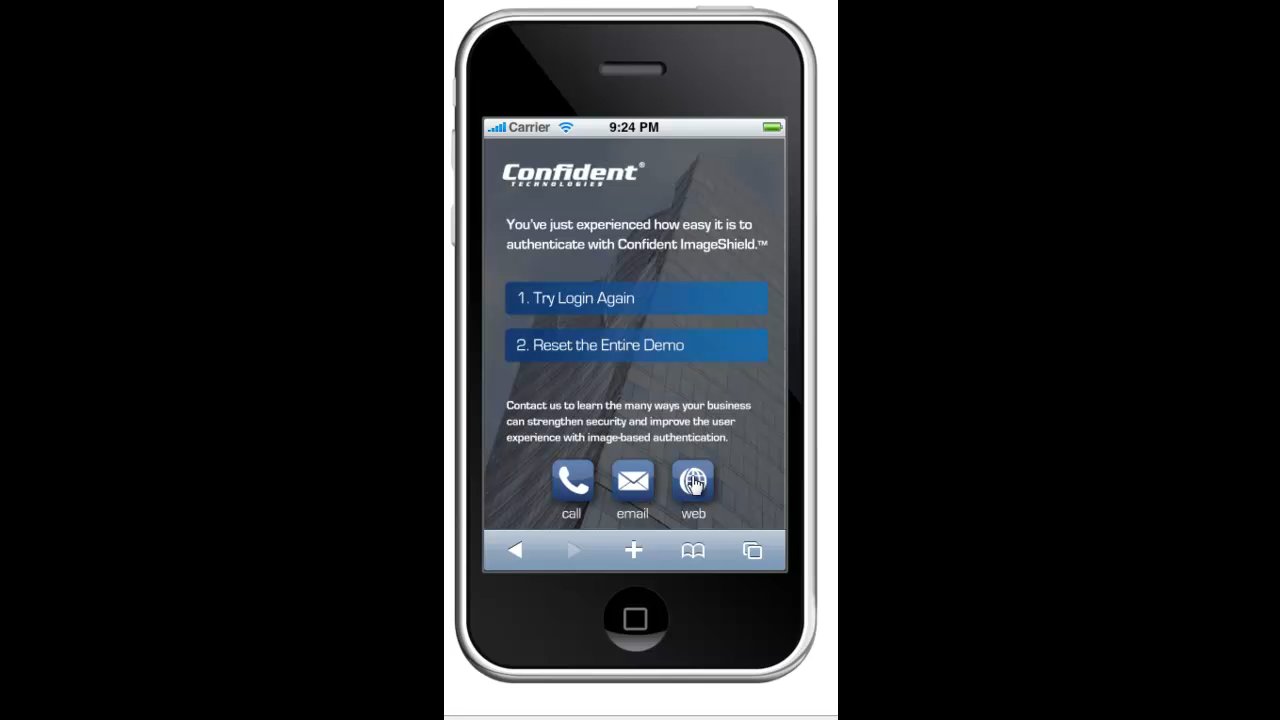 Carrier 9:24 PM
Confident®
TECHNOLOGIES
You've just experienced how easy it is to
authenticate with Confident ImageShield.™
1. Try Login Again
2. Reset the Entire Demo
Contact us to learn the many ways your business
can strengthen security and improve the user
experience with image-based authentication.
call email web